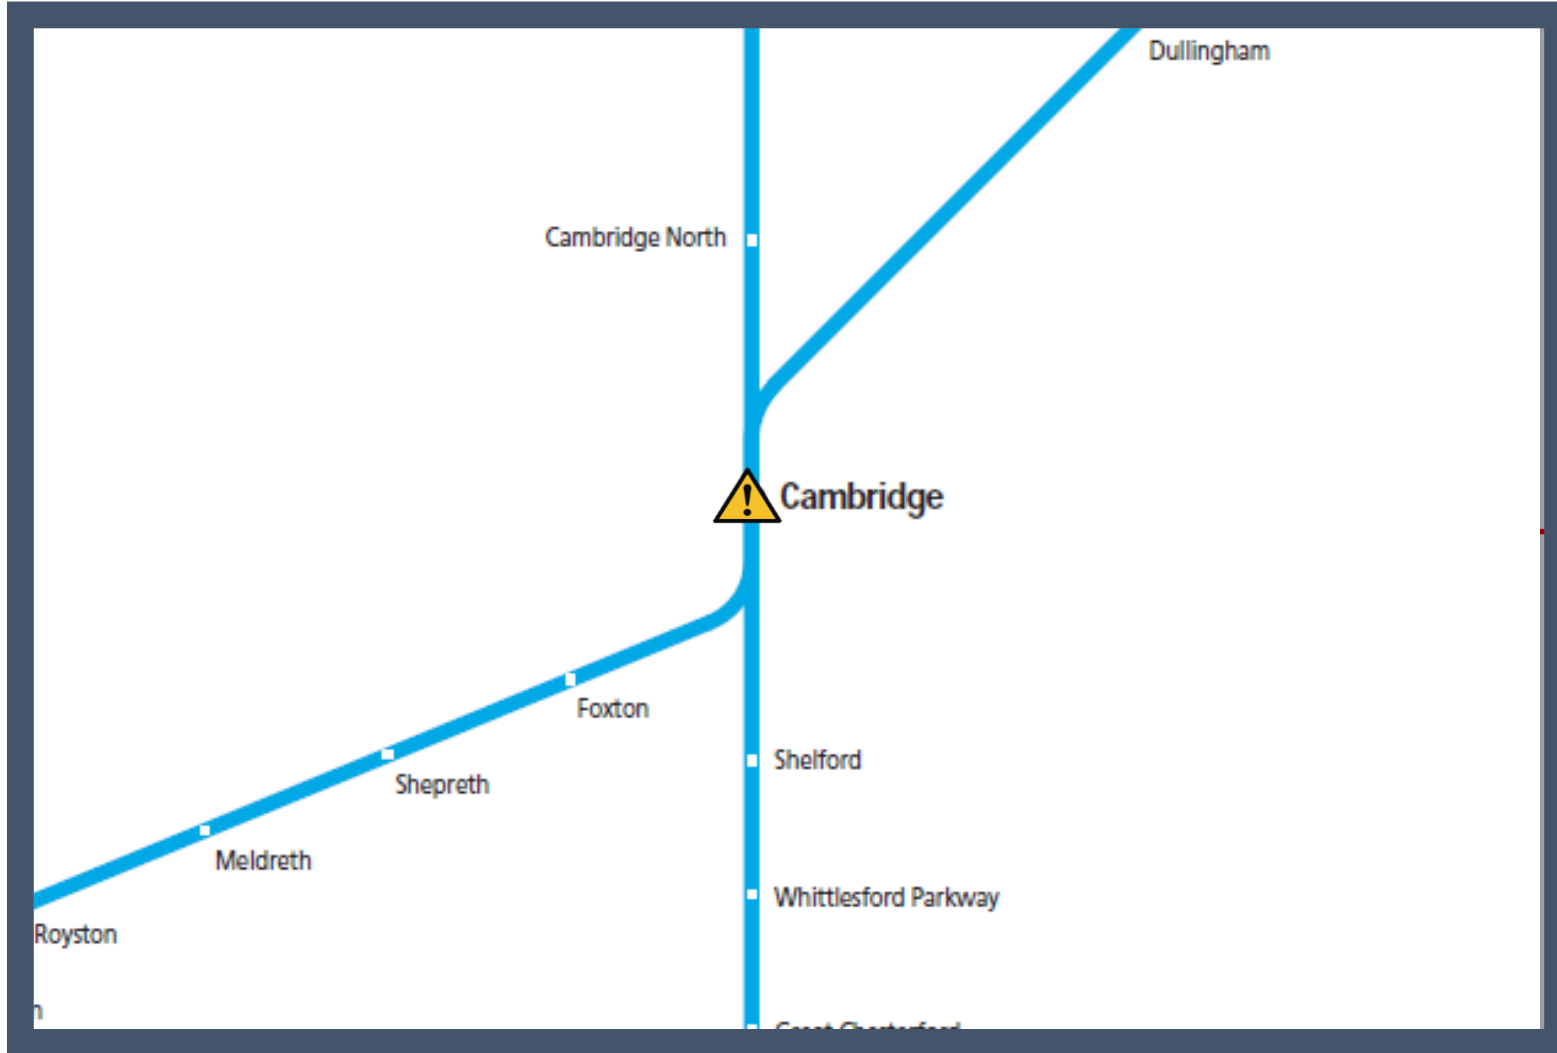 Dullingham
Cambridge North
Cambridge
Foxton
Shelford
Shepreth
Meldreth
Whittlesford Parkway
Royston
n